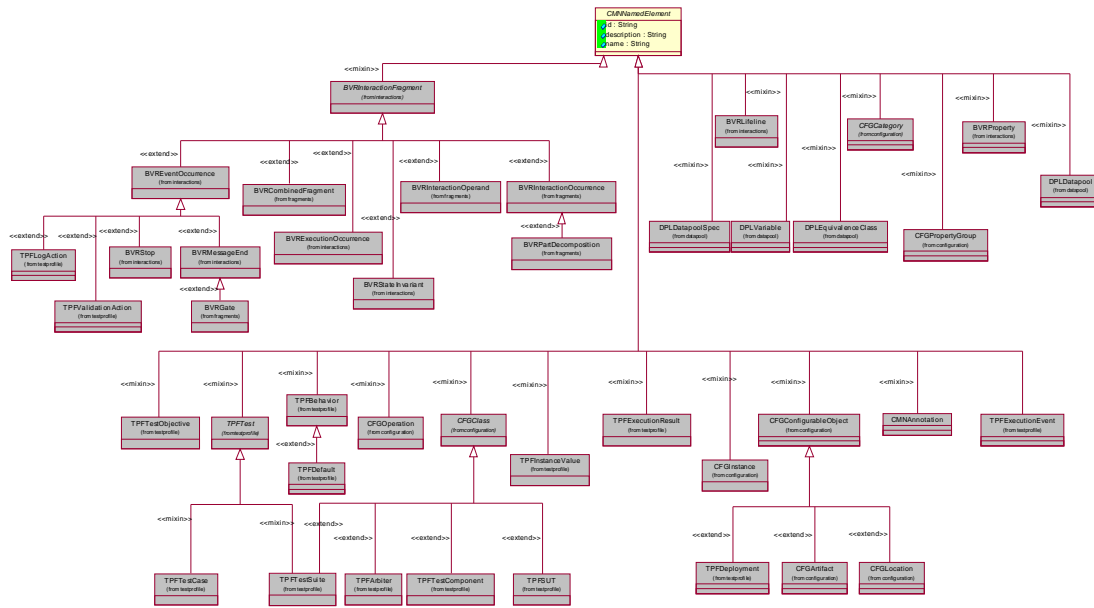 CMNNamedElement
id : String
description : String
name : String
<<mixin>>
BVRInteractionFragment
(from interactions)
<<mixin>>
<<mixin>>
<<mixin>>
<<mixin>>
<<mixin>>
<<mixin>>
<<mixin>>
<<mixin>>
<<mixin>>
BVRLifeline
(from interactions)
CFGCategory
(from configuration)
BVRProperty
(from interactions)
DPLDatapool
(from datapool)
<<extend>>
<<extend>>
<<extend>>
<<extend>>
<<extend>>
<<extend>>
BVREventOccurrence
(from interactions)
BVRCombinedFragment
(from fragments)
BVRInteractionOperand
(from fragments)
BVRInteractionOccurrence
(from fragments)
DPLDatapoolSpec
(from datapool)
DPLVariable
(from datapool)
DPLEquivalenceClass
(from datapool)
CFGPropertyGroup
(from configuration)
<<extend>>
<<extend>>
<<extend>>
<<extend>>
<<extend>>
BVRExecutionOccurrence
(from interactions)
BVRPartDecomposition
(from fragments)
TPFLogAction
(from testprofile)
BVRStop
(from interactions)
BVRMessageEnd
(from interactions)
<<extend>>
BVRStateInvariant
(from interactions)
TPFValidationAction
(from testprofile)
BVRGate
(from fragments)
<<mixin>>
<<mixin>>
<<mixin>>
<<mixin>>
<<mixin>>
<<mixin>>
<<mixin>>
<<mixin>>
<<mixin>>
<<mixin>>
<<mixin>>
TPFTestObjective
(from testprofile)
TPFTest
(from testprofile)
TPFBehavior
(from testprofile)
CFGOperation
(from configuration)
CFGClass
(from configuration)
TPFExecutionResult
(from testprofile)
CFGConfigurableObject
(from configuration)
CMNAnnotation
TPFExecutionEvent
(from testprofile)
<<extend>>
TPFDefault
(from testprofile)
TPFInstanceValue
(from testprofile)
CFGInstance
(from configuration)
<<mixin>>
<<mixin>>
<<extend>>
<<extend>>
<<extend>>
<<extend>>
<<extend>>
<<extend>>
<<extend>>
TPFTestCase
(from testprofile)
TPFTestSuite
(from testprofile)
TPFArbiter
(from testprofile)
TPFTestComponent
(from testprofile)
TPFSUT
(from testprofile)
TPFDeployment
(from testprofile)
CFGArtifact
(from configuration)
CFGLocation
(from configuration)